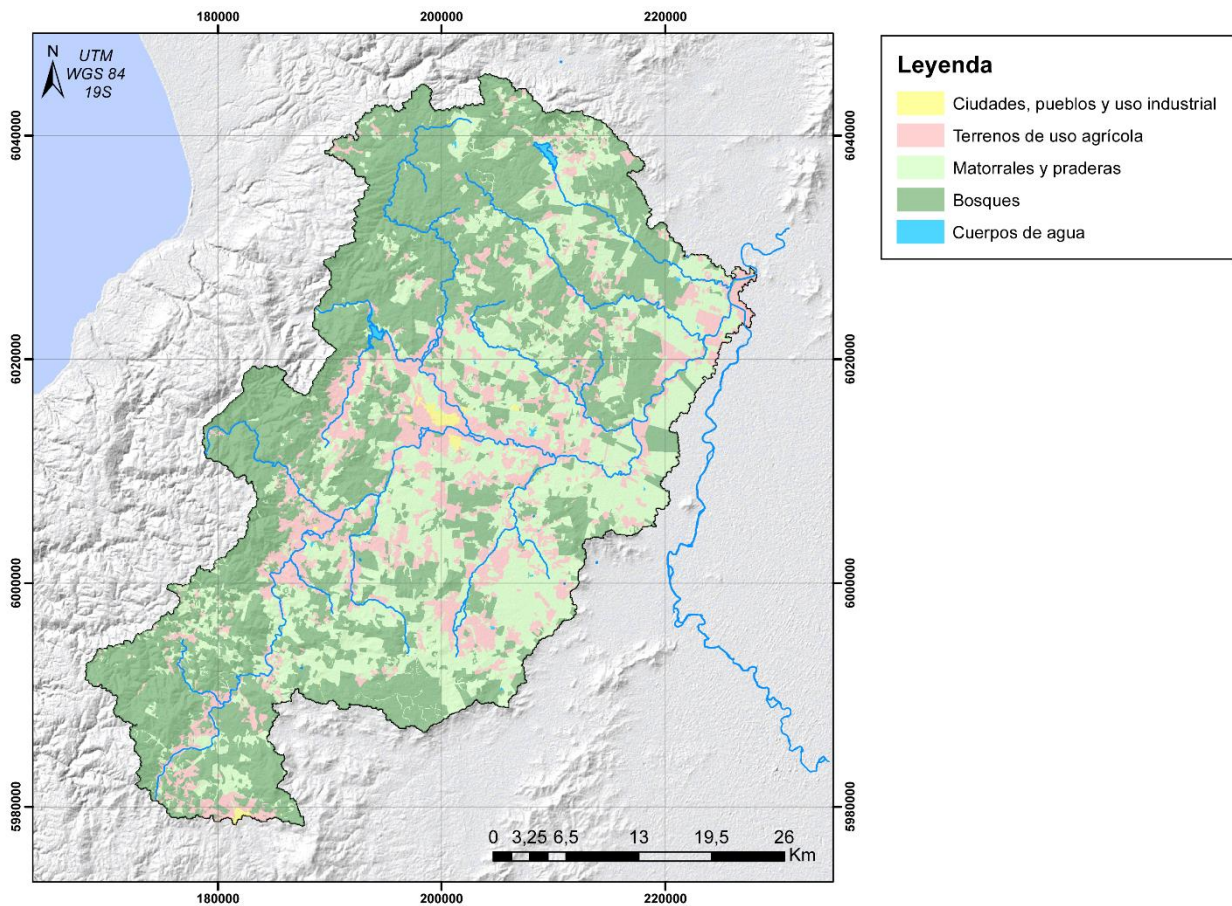 180000 200000 220000
N
UTM
WGS 84
19S
6040000
6040000
6020000
6020000
6000000
6000000
5980000
5980000
0 3,25 6,5 13 19,5 26
Km
180000 200000 220000
Leyenda
Ciudades, pueblos y uso industrial
Terrenos de uso agrícola
Matorrales y praderas
Bosques
Cuerpos de agua